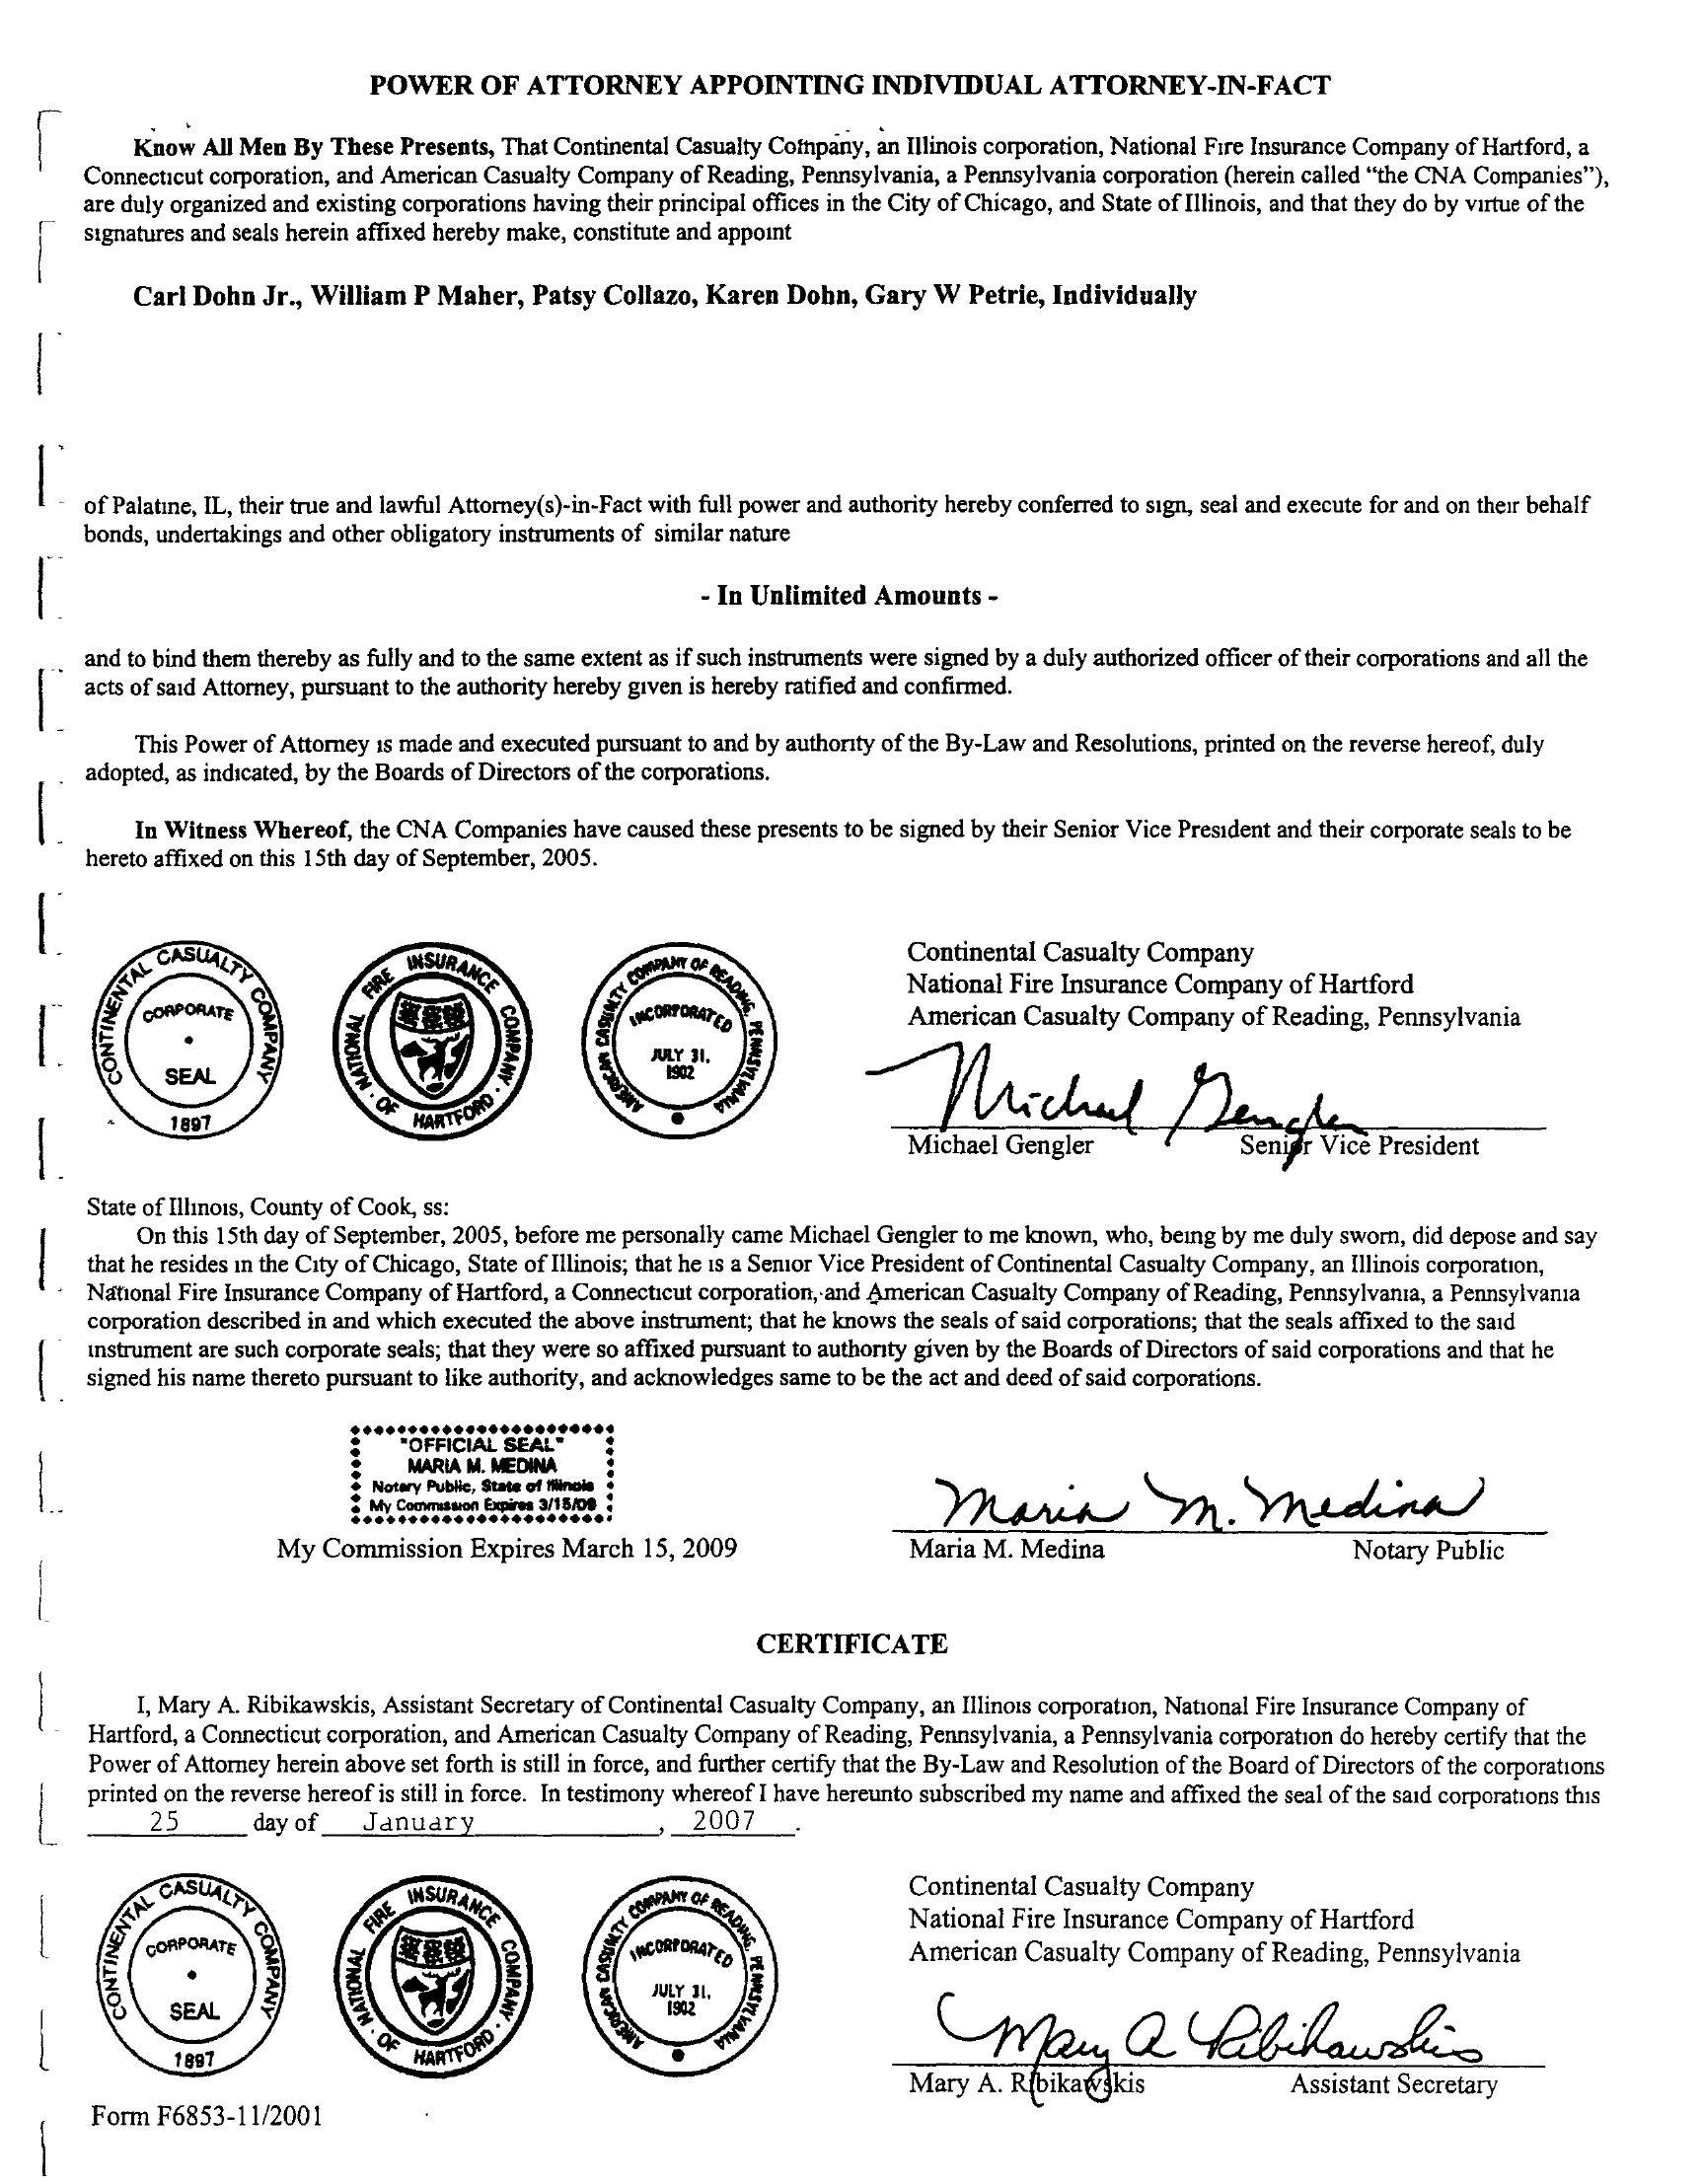 POWER OF ATTORNEY APPOINTING INDIVIDUAL ATTORNEY-IN-FACT
Know All Men By These Presents, That Continental Casualty Company, an Illinois corporation, National Fire Insurance Company of Hartford, a
Connecticut corporation, and American Casualty Company of Reading, Pennsylvania, a Pennsylvania corporation (herein called "the CNA Companies"),
are duly organized and existing corporations having their principal offices in the City of Chicago, and State of Illinois, and that they do by virtue of the
signatures and seals herein affixed hereby make, constitute and appoint
Carl Dohn Jr., William P Maher, Patsy Collazo, Karen Dohn, Gary W Petrie, Individually
of Palatine, IL, their true and lawful Attorney(s)-in-Fact with full power and authority hereby conferred to sign, seal and execute for and on their behalf
bonds, undertakings and other obligatory instruments of similar nature
- In Unlimited Amounts -
and to bind them thereby as fully and to the same extent as if such instruments were signed by a duly authorized officer of their corporations and all the
acts of said Attorney, pursuant to the authority hereby given is hereby ratified and confirmed.
This Power of Attorney is made and executed pursuant to and by authority of the By-Law and Resolutions, printed on the reverse hereof, duly
adopted, as indicated, by the Boards of Directors of the corporations.
In Witness Whereof, the CNA Companies have caused these presents to be signed by their Senior Vice President and their corporate seals to be
hereto affixed on this 15th day of September, 2005.
CONTINENTAL CASUALTY COMPANY
CORPORATE
SEAL
1897
NATIONAL FIRE INSURANCE COMPANY · OF HARTFORD ·
AMERICAN CASUALTY COMPANY OF READING, PENNSYLVANIA
INCORPORATED
JULY 31,
1902
Continental Casualty Company
National Fire Insurance Company of Hartford
American Casualty Company of Reading, Pennsylvania
Michael Gengler
Michael Gengler Senior Vice President
State of Illinois, County of Cook, ss:
On this 15th day of September, 2005, before me personally came Michael Gengler to me known, who, being by me duly sworn, did depose and say
that he resides in the City of Chicago, State of Illinois; that he is a Senior Vice President of Continental Casualty Company, an Illinois corporation,
National Fire Insurance Company of Hartford, a Connecticut corporation, and American Casualty Company of Reading, Pennsylvania, a Pennsylvania
corporation described in and which executed the above instrument; that he knows the seals of said corporations; that the seals affixed to the said
instrument are such corporate seals; that they were so affixed pursuant to authority given by the Boards of Directors of said corporations and that he
signed his name thereto pursuant to like authority, and acknowledges same to be the act and deed of said corporations.
"OFFICIAL SEAL"
MARIA M. MEDINA
Notary Public, State of Illinois
My Commission Expires 3/15/09
My Commission Expires March 15, 2009
Maria M. Medina
Maria M. Medina Notary Public
CERTIFICATE
I, Mary A. Ribikawskis, Assistant Secretary of Continental Casualty Company, an Illinois corporation, National Fire Insurance Company of
Hartford, a Connecticut corporation, and American Casualty Company of Reading, Pennsylvania, a Pennsylvania corporation do hereby certify that the
Power of Attorney herein above set forth is still in force, and further certify that the By-Law and Resolution of the Board of Directors of the corporations
printed on the reverse hereof is still in force. In testimony whereof I have hereunto subscribed my name and affixed the seal of the said corporations this
25 day of January, 2007.
CONTINENTAL CASUALTY COMPANY
CORPORATE
SEAL
1897
NATIONAL FIRE INSURANCE COMPANY · OF HARTFORD ·
AMERICAN CASUALTY COMPANY OF READING, PENNSYLVANIA
INCORPORATED
JULY 31,
1902
Continental Casualty Company
National Fire Insurance Company of Hartford
American Casualty Company of Reading, Pennsylvania
Mary A Ribikawskis
Mary A. Ribikawskis Assistant Secretary
Form F6853-11/2001